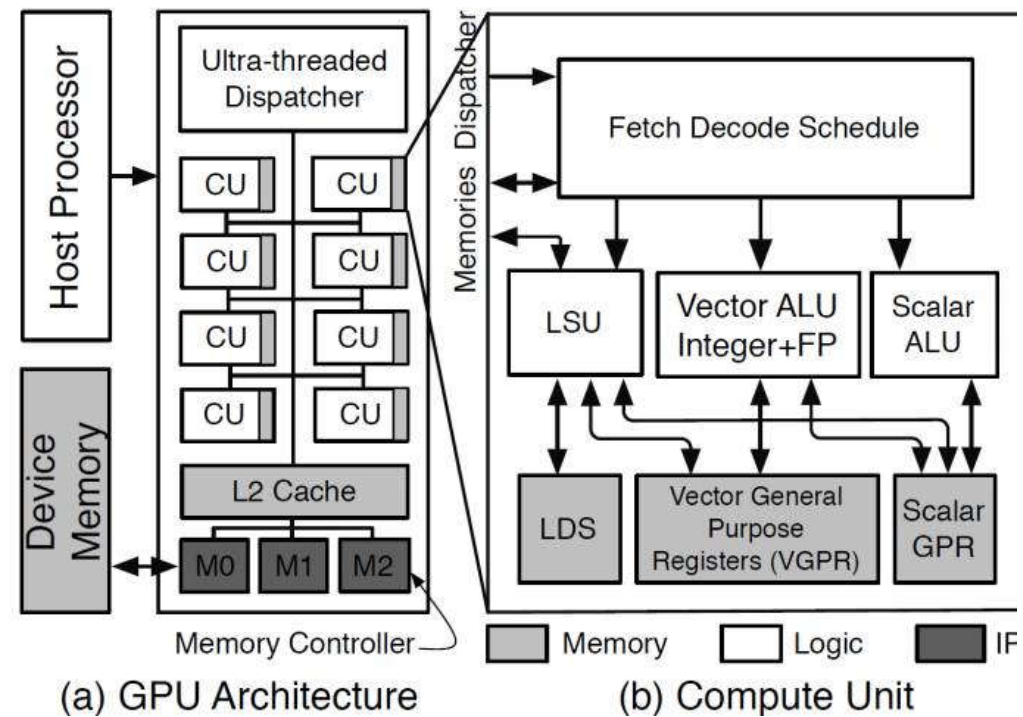 Host Processor
Device
Memory
Ultra-threaded
Dispatcher
CU
CU
CU
CU
CU
CU
CU
CU
L2 Cache
M0
M1
M2
Memory Controller
(a) GPU Architecture
Dispatcher
Memories
Fetch Decode Schedule
LSU
Vector ALU
Integer+FP
Scalar
ALU
LDS
Vector General
Purpose
Registers (VGPR)
Scalar
GPR
Memory
Logic
IP
(b) Compute Unit